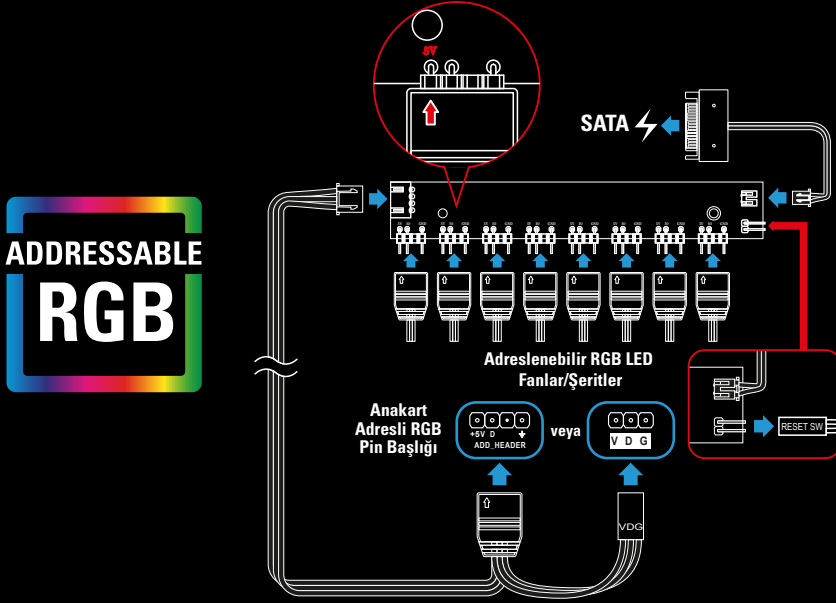 5V
SATA
ADDRESSABLE
RGB
Adreslenebilir RGB LED
Fanlar/Şeritler
Anakart
Adresli RGB
Pin Başlığı
+5V D
ADD_HEADER
veya
V D G
RESET SW
VDG